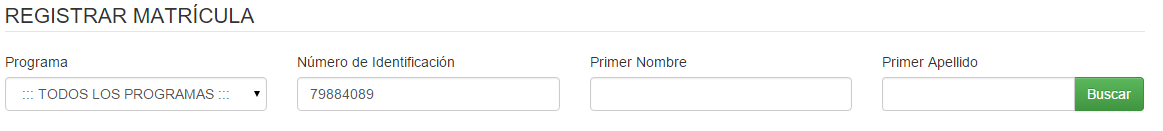 REGISTRAR MATRÍCULA
Programa Número de Identificación Primer Nombre Primer Apellido
::: TODOS LOS PROGRAMAS ::: 79884089 Buscar